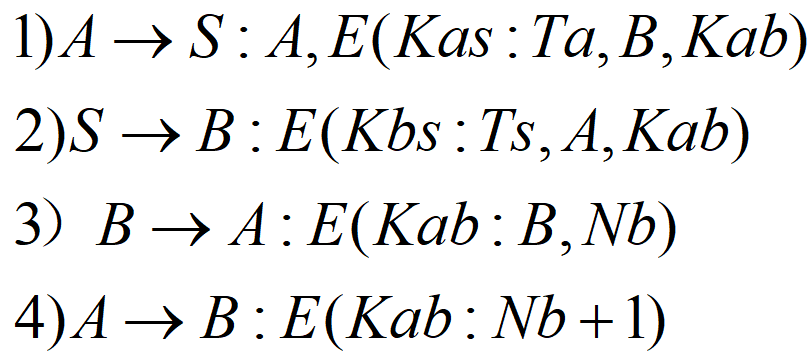 1)A → S : A, E(Kas : Ta, B, Kab)
2)S → B : E(Kbs : Ts, A, Kab)
3） B → A : E(Kab : B, Nb)
4)A → B : E(Kab : Nb + 1)